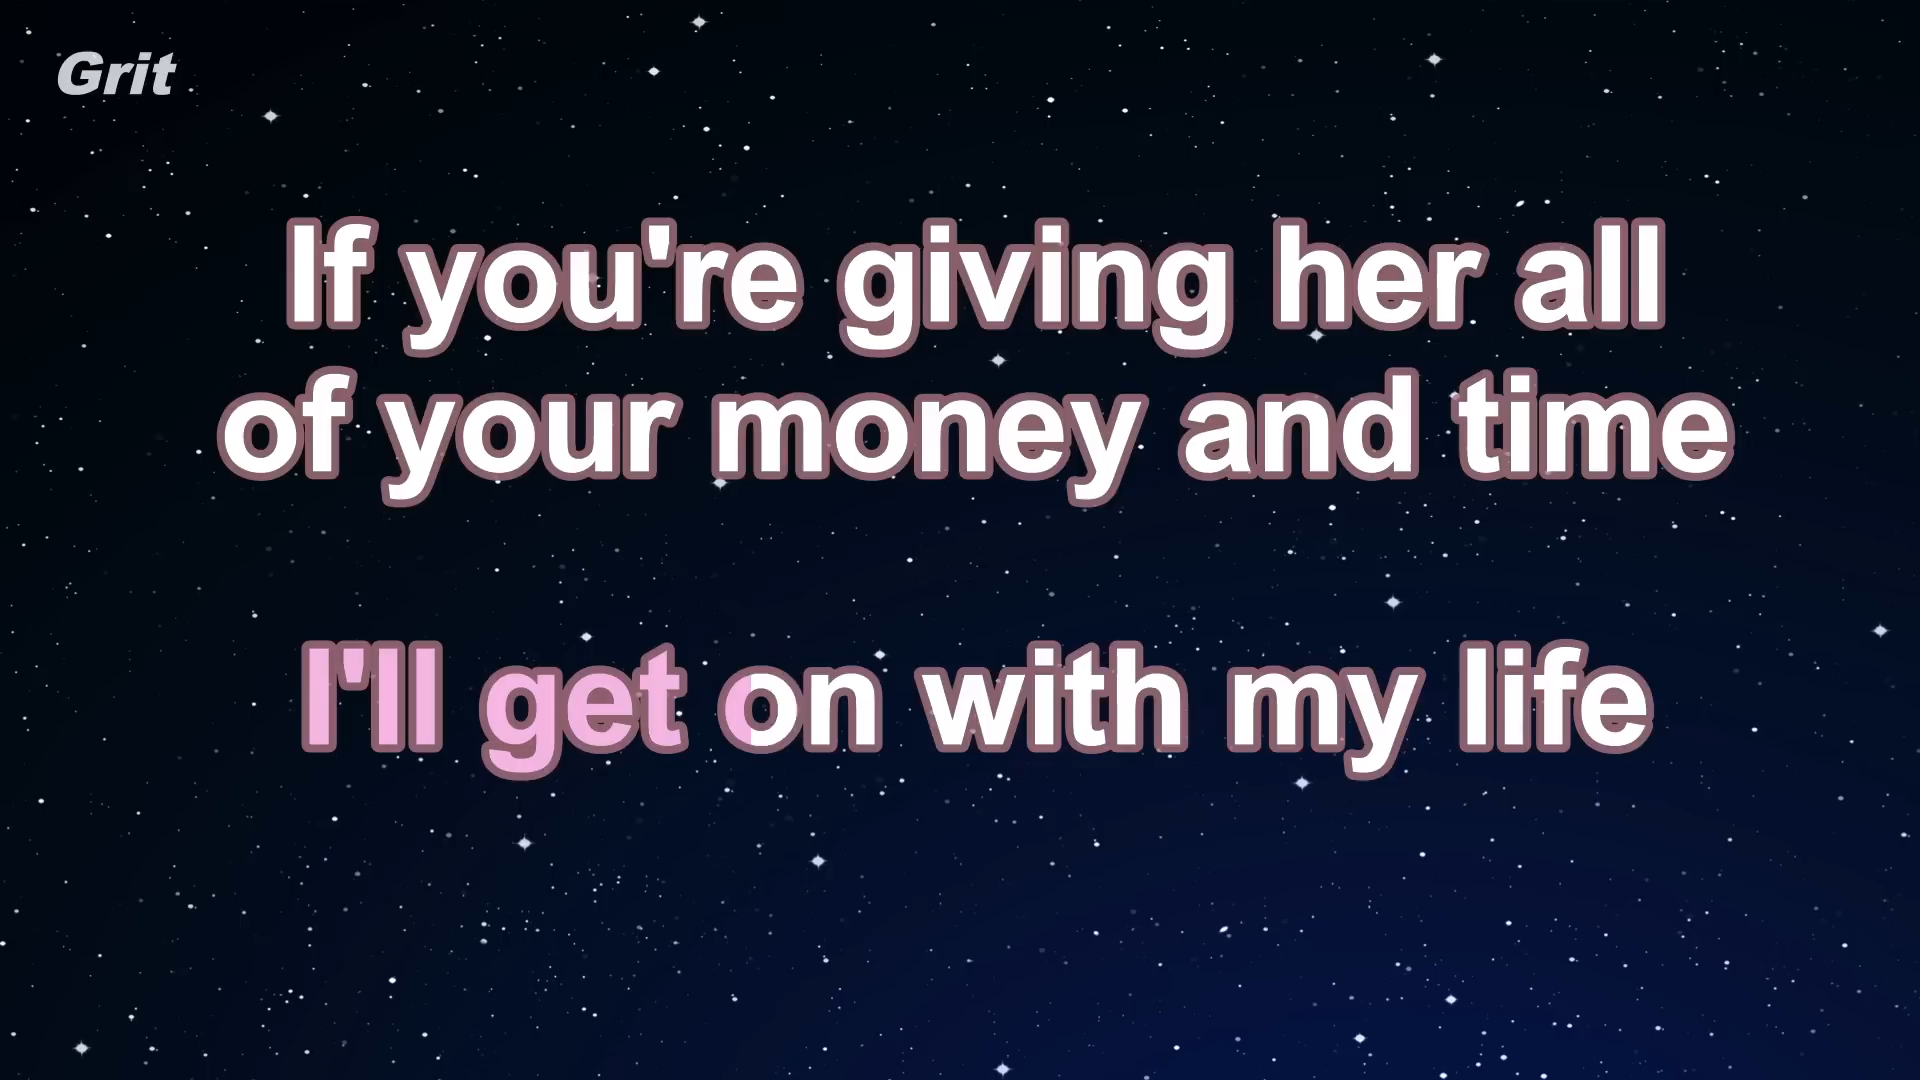 Grit
If you're giving her all
of your money and time
I'll get on with my life